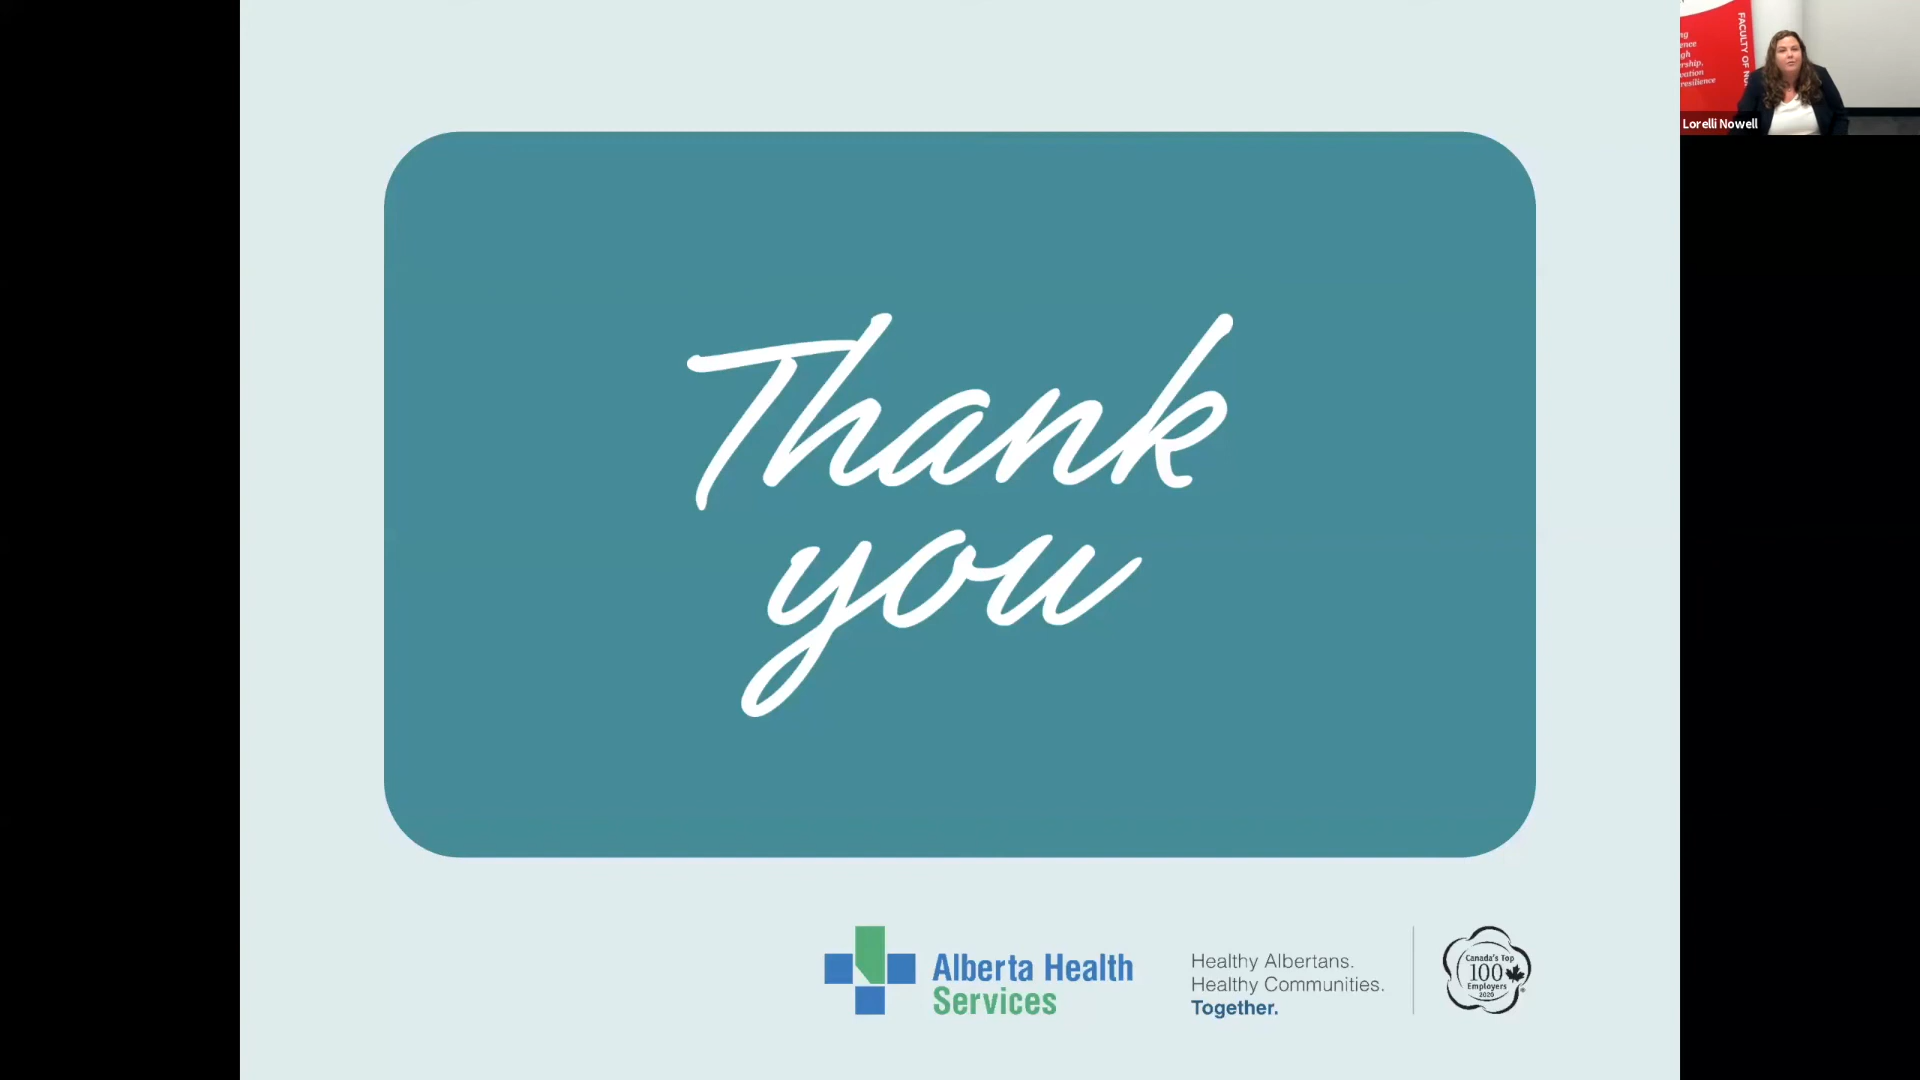 Thank
you
Alberta Health
Services
Healthy Albertans.
Healthy Communities.
Together.
Canada's Top
100
Employers
2020
FACULTY OF
resilience
Lorelli Nowell